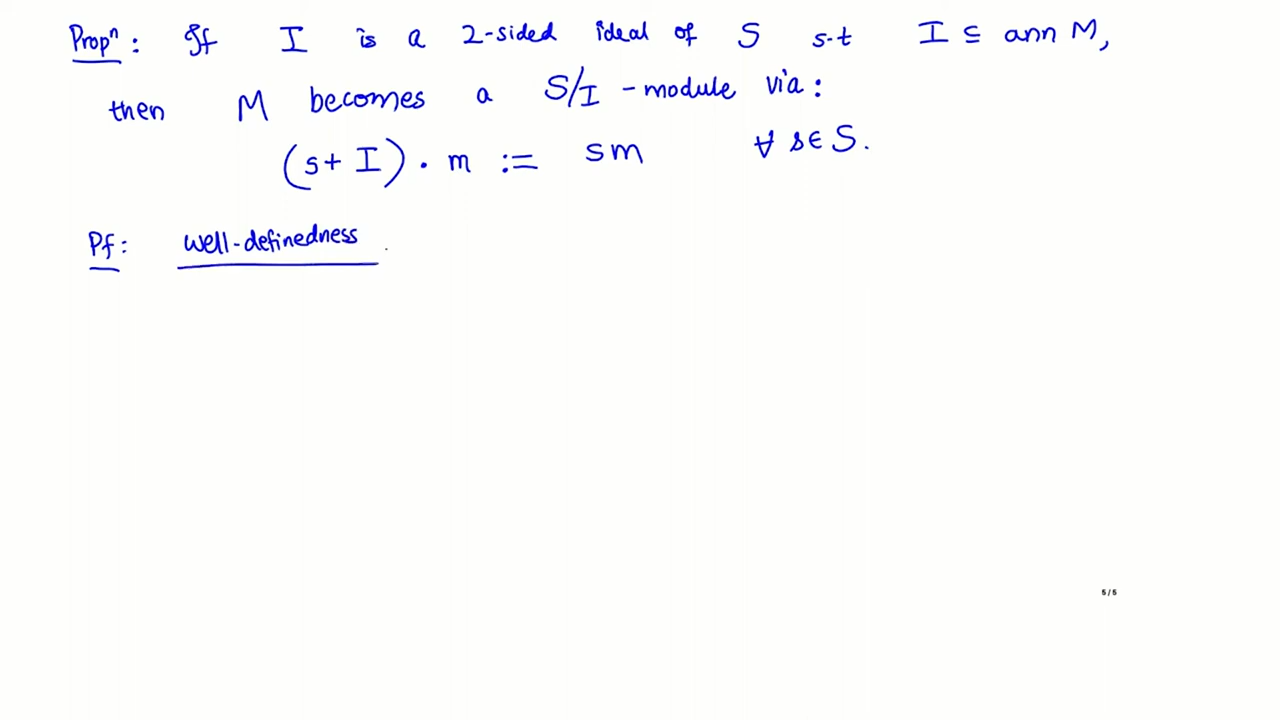 Propⁿ: If I is a 2-sided ideal of S s.t I ⊆ ann M,
then M becomes a S/I -module via:
(s+ I) · m := sm ∀ s∈ S.
Pf: well-definedness
5/5